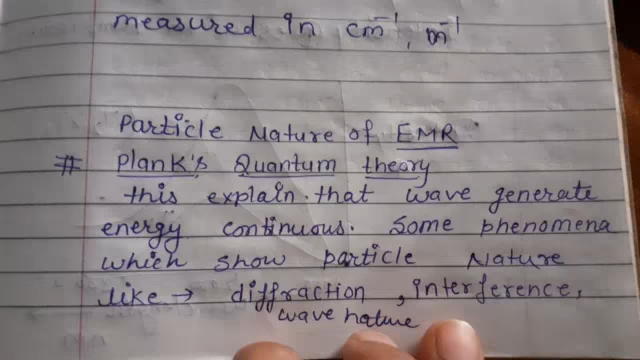 measured in cm⁻¹, m⁻¹
Particle Nature of EMR
# Plank's Quantum theory
this explain that wave generate
energy continuous. Some phenomena
which show particle Nature
like → diffraction, interference,
wave nature